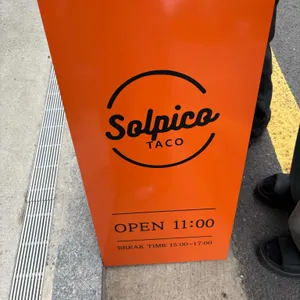 Solpico
TACO
OPEN 11:00
BREAK TIME 15:00~17:00